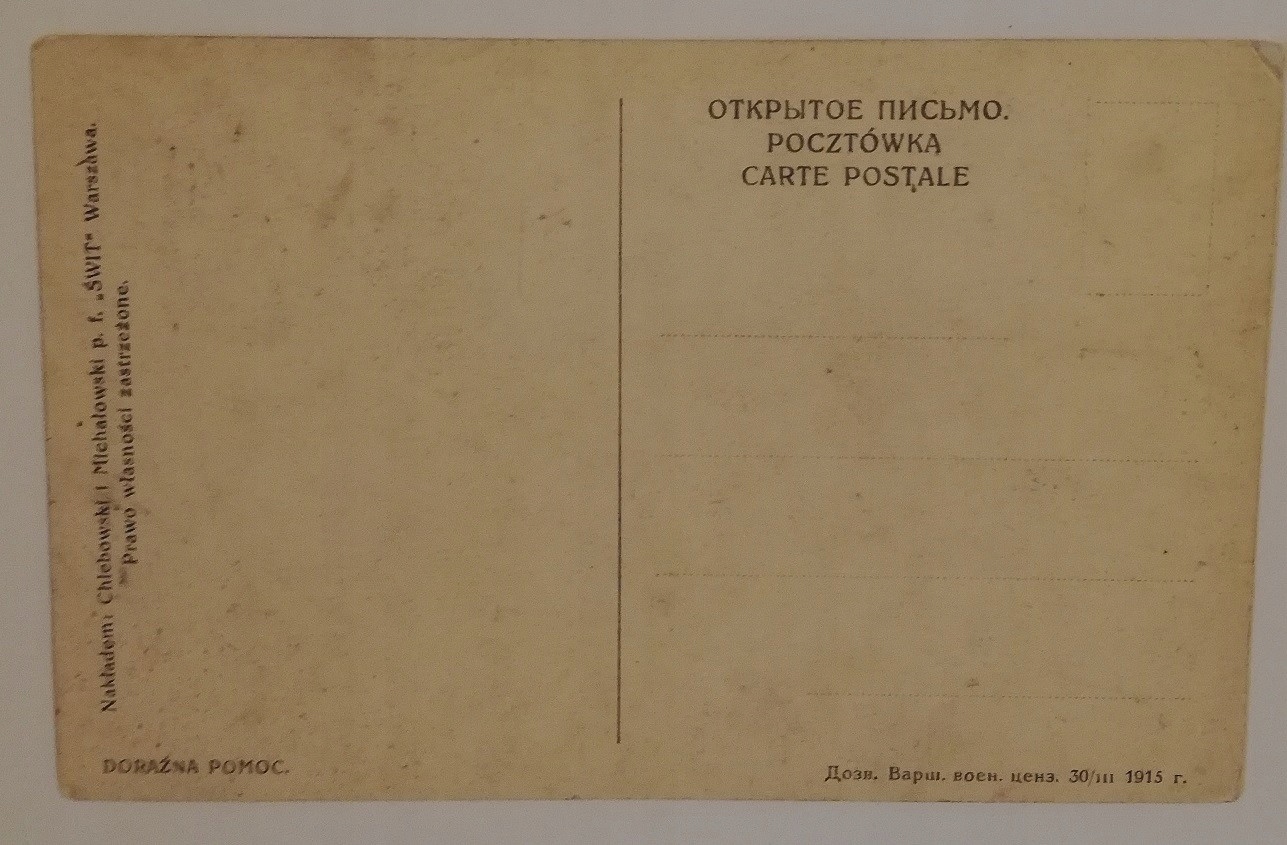 Nakładem: Chlebowski i Michałowski p. f. „ŚWIT" Warszawa.
Prawo własności zastrzeżone.
DORAŹNA POMOC.
ОТКРЫТОЕ ПИСЬМО.
POCZTÓWKA
CARTE POSTALE
Дозв. Варш. воен. ценз. 30/III 1915 г.